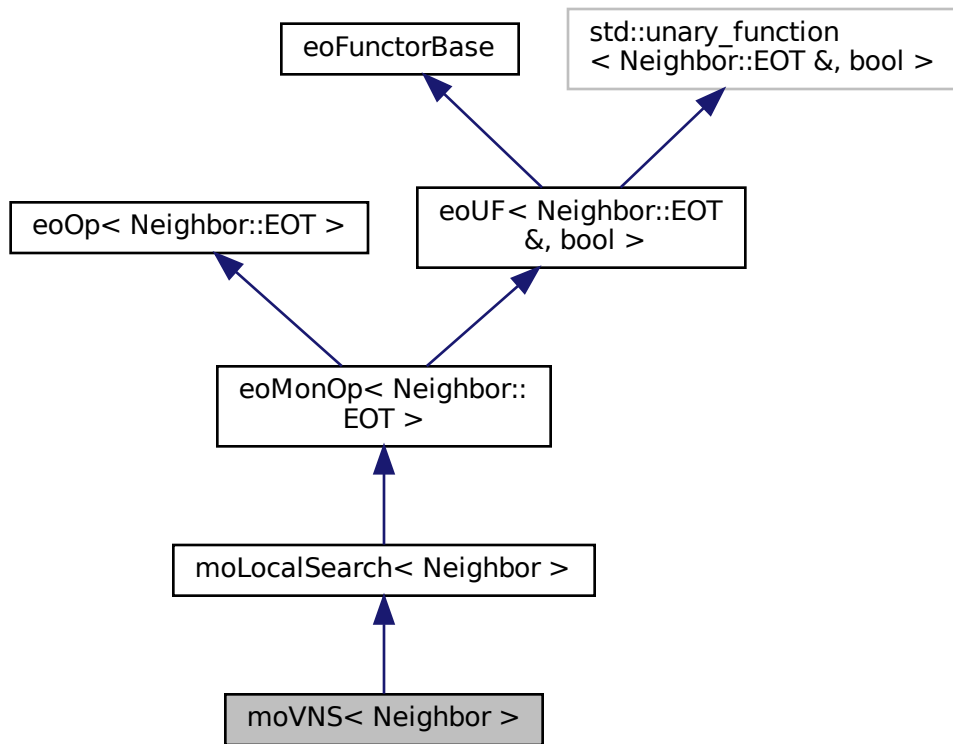 eoFunctorBase
std::unary_function
< Neighbor::EOT &, bool >
eoOp< Neighbor::EOT >
eoUF< Neighbor::EOT
&, bool >
eoMonOp< Neighbor::
EOT >
moLocalSearch< Neighbor >
moVNS< Neighbor >